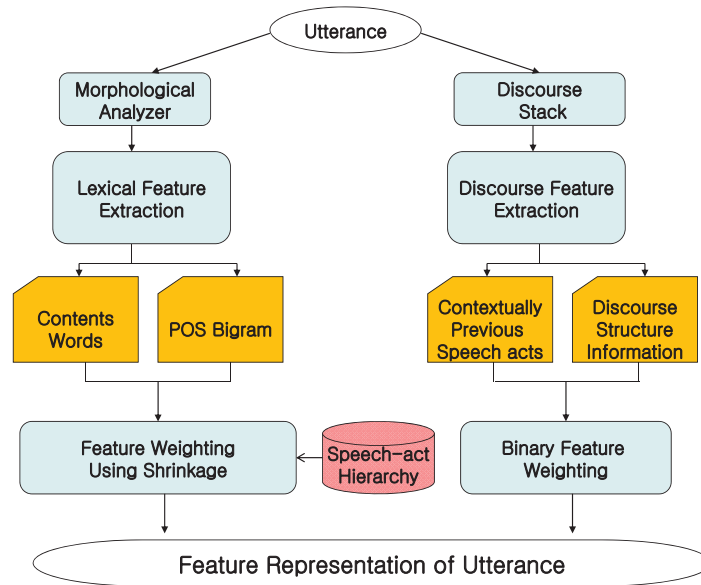 Utterance
Morphological
Analyzer
Discourse
Stack
Lexical Feature
Extraction
Discourse Feature
Extraction
Contents
Words
POS Bigram
Contextually
Previous
Speech acts
Discourse
Structure
Information
Feature Weighting
Using Shrinkage
Speech-act
Hierarchy
Binary Feature
Weighting
Feature Representation of Utterance